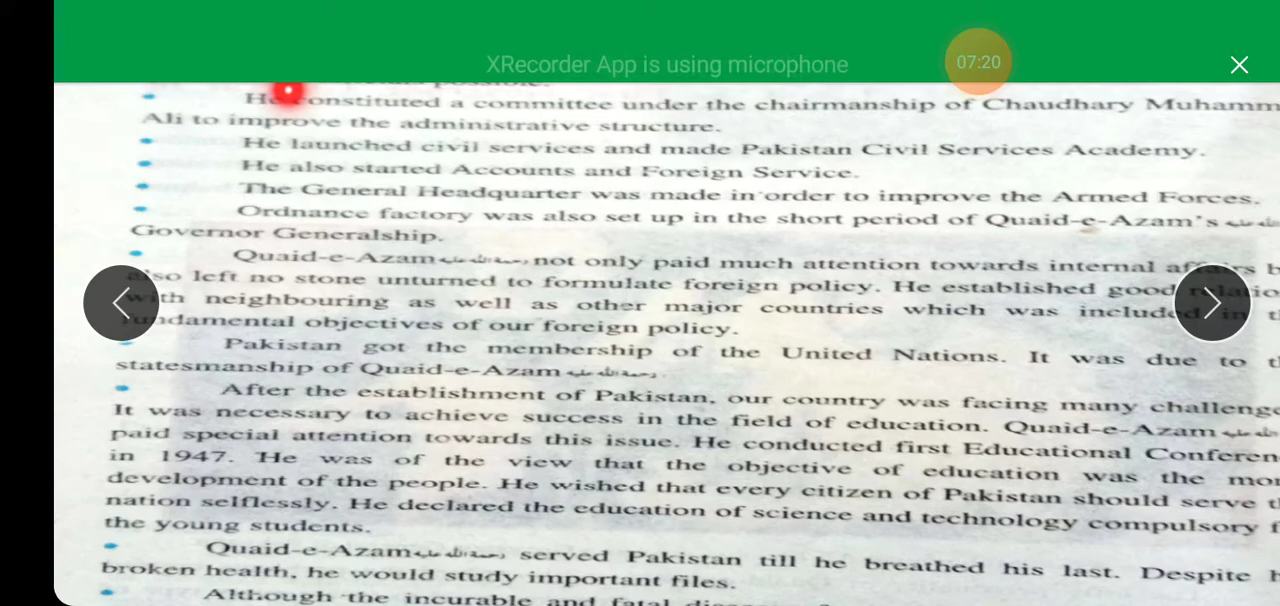 XRecorder App is using microphone
07:20
He constituted a committee under the chairmanship of Chaudhary
Ali to improve the administrative structure.
He launched civil services and made Pakistan Civil Services Academy.
He also started Accounts and Foreign Service.
The General Headquarter was made in order to improve the Armed Forces.
Ordnance factory was also set up in the short period of Quaid-e-Azam's
Governor Generalship.
Quaid-e-Azam رحمۃ اللہ علیہ not only paid much attention towards internal affairs
also left no stone unturned to formulate foreign policy. He established good
with neighbouring as well as other major countries which was included in
fundamental objectives of our foreign policy.
Pakistan got the membership of the United Nations. It was due to
statesmanship of Quaid-e-Azam رحمۃ اللہ علیہ.
After the establishment of Pakistan, our country was facing many
It was necessary to achieve success in the field of education. Quaid-e-Azam
paid special attention towards this issue. He conducted first Educational
in 1947. He was of the view that the objective of education was the
development of the people. He wished that every citizen of Pakistan should serve
nation selflessly. He declared the education of science and technology compulsory
the young students.
Quaid-e-Azam رحمۃ اللہ علیہ served Pakistan till he breathed his last. Despite
broken health, he would study important files.
Although the incurable and fatal